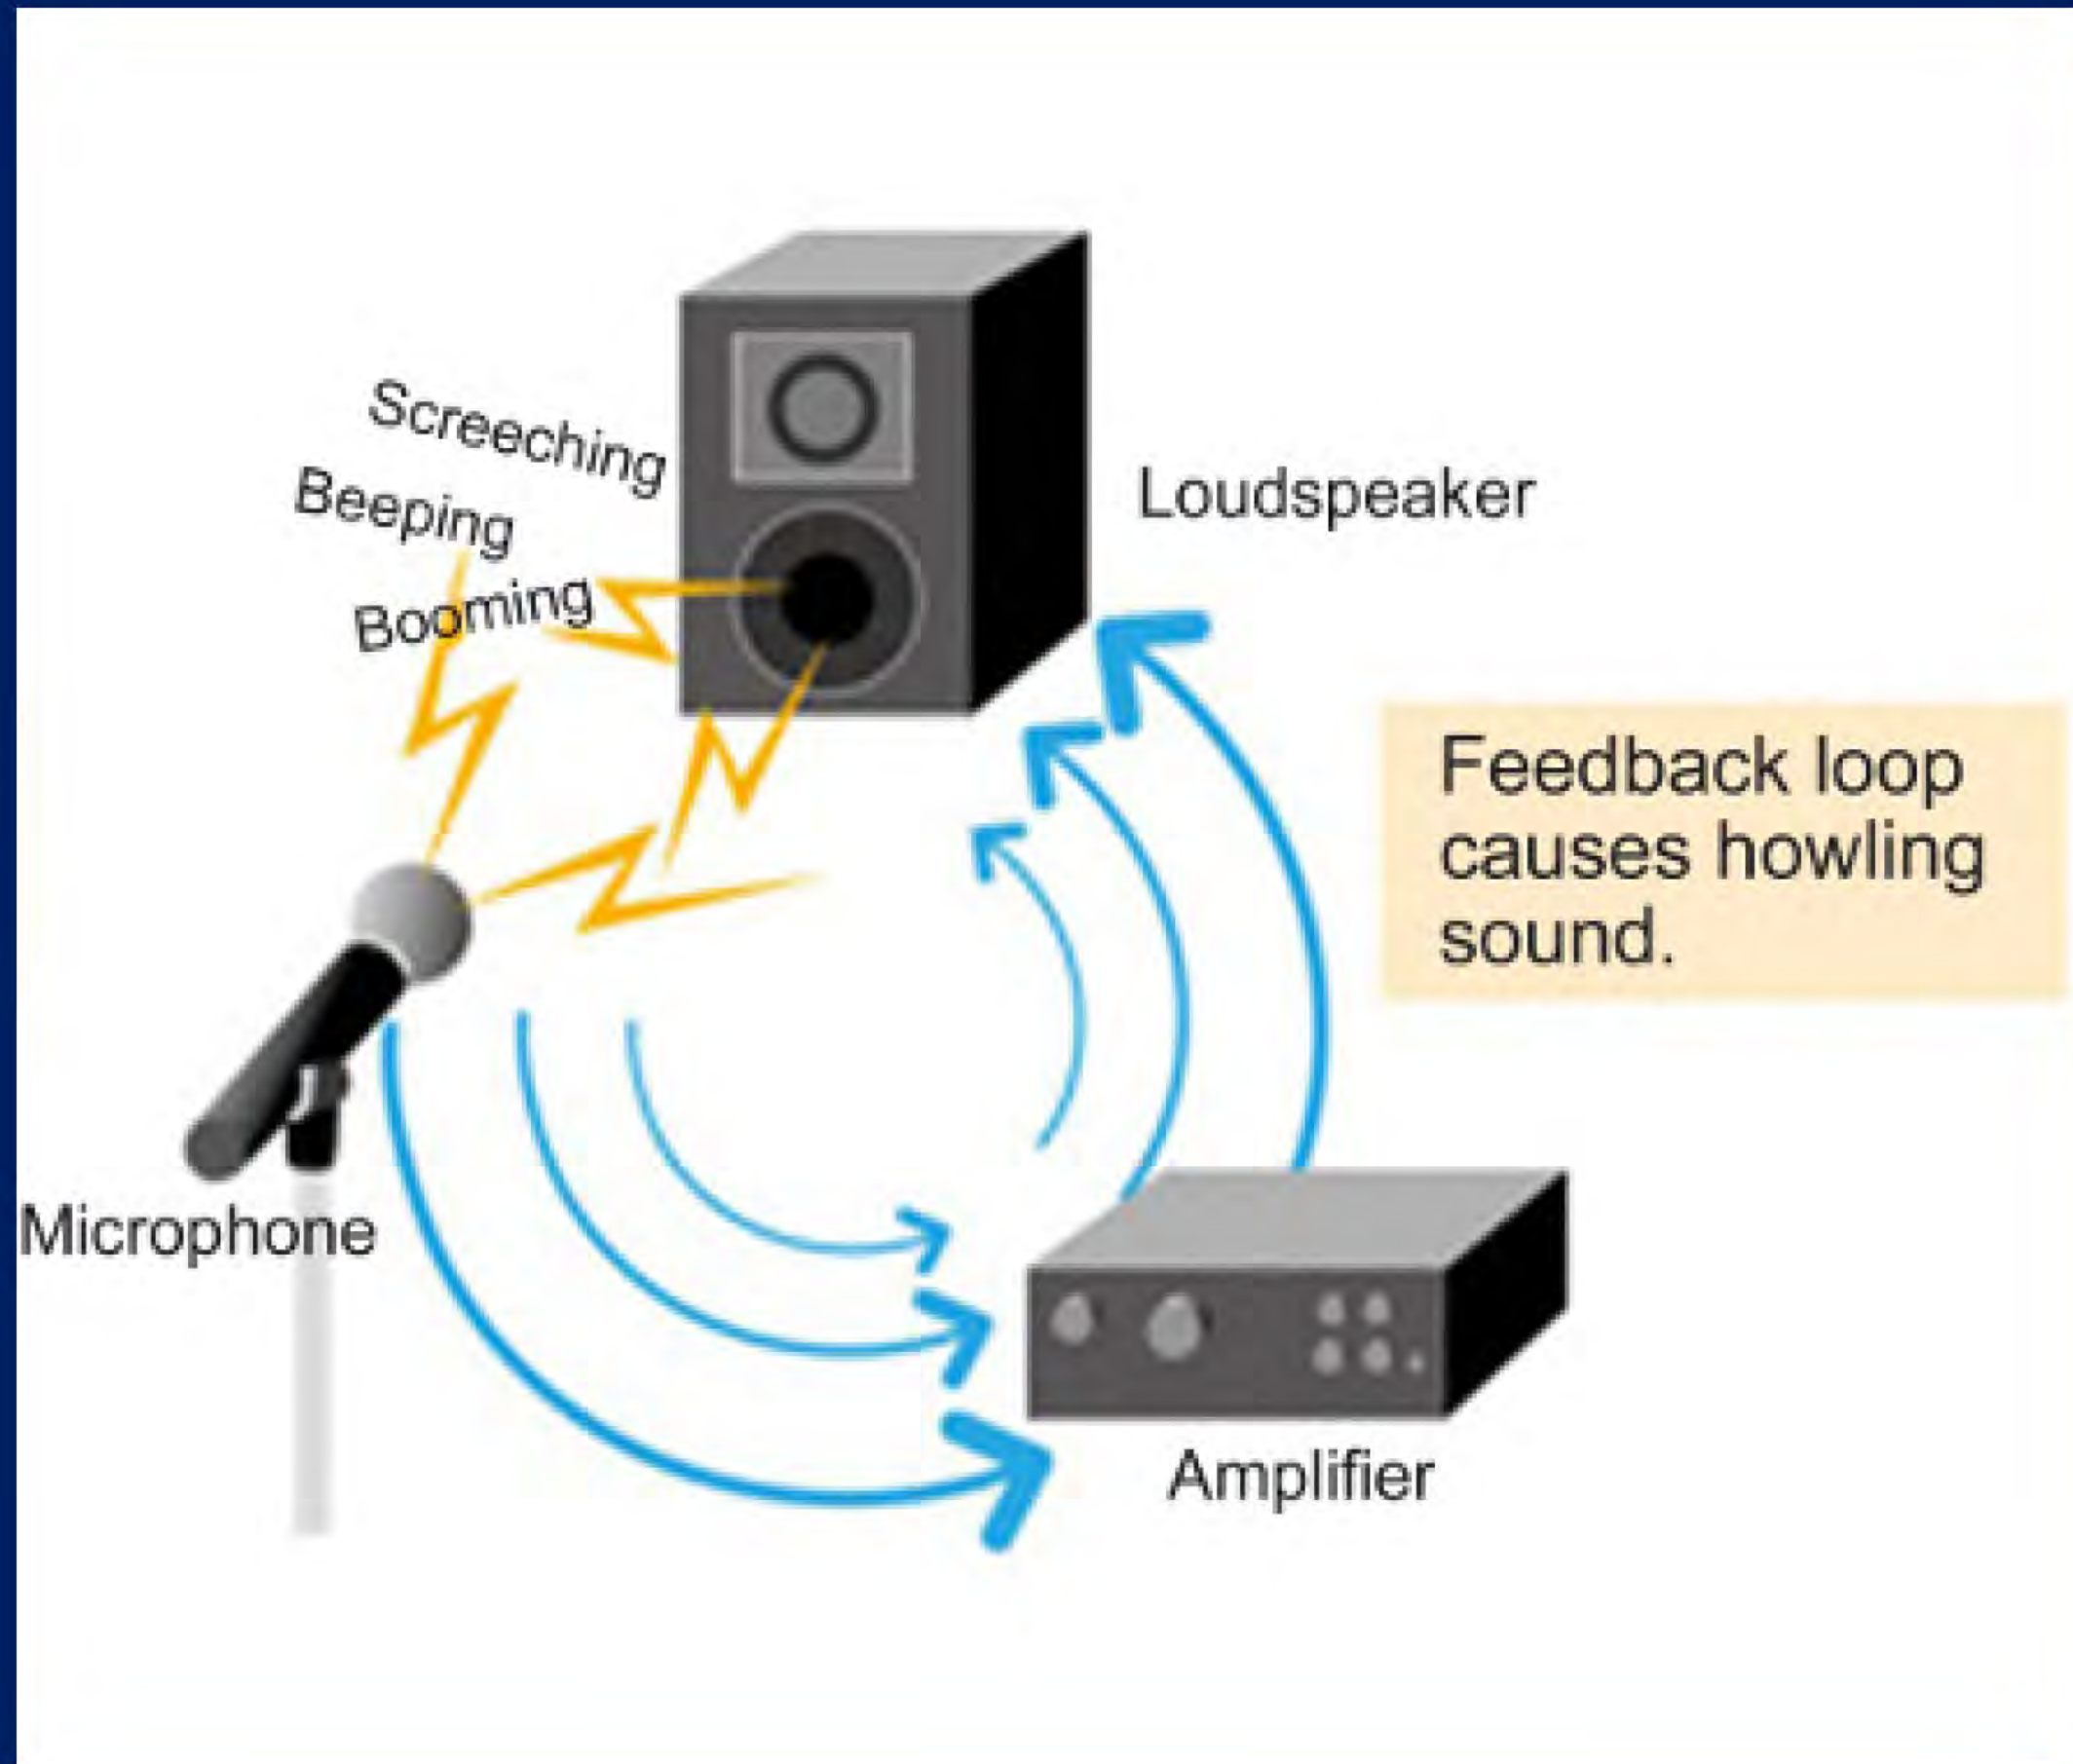 Screeching
Beeping
Booming
Loudspeaker
Feedback loop
causes howling
sound.
Microphone
Amplifier